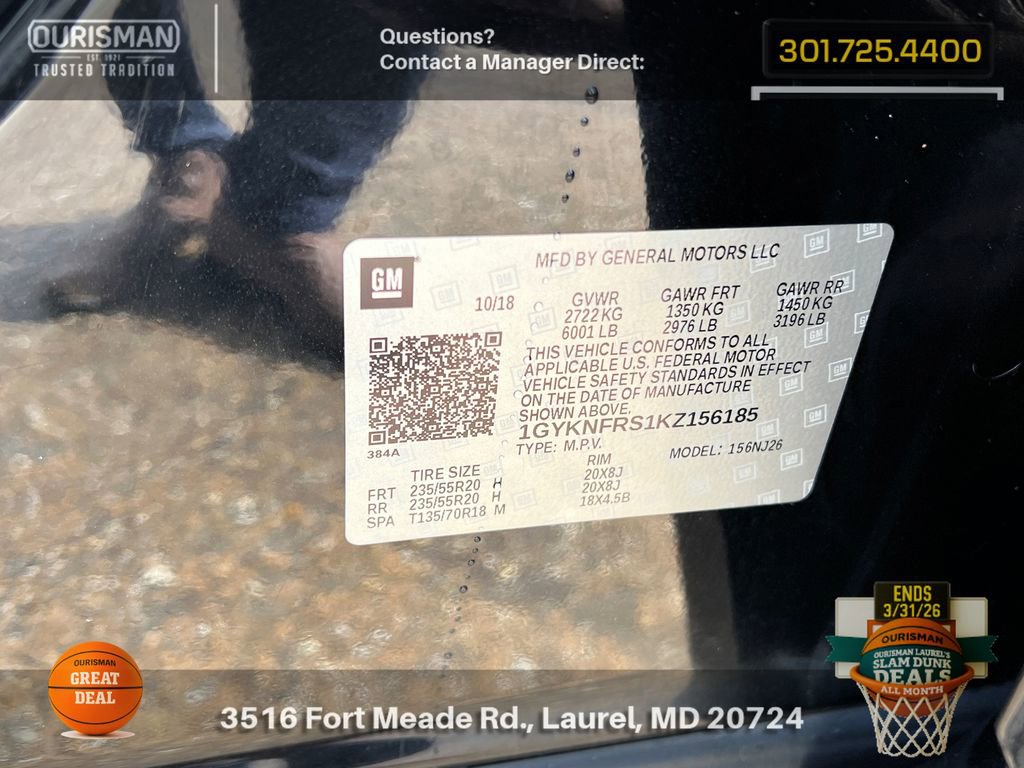 OURISMAN
EST. 1921
TRUSTED TRADITION
Questions?
Contact a Manager Direct:
301.725.4400
GM
MFD BY GENERAL MOTORS LLC
10/18
GVWR GAWR FRT GAWR RR
2722 KG 1350 KG 1450 KG
6001 LB 2976 LB 3196 LB
THIS VEHICLE CONFORMS TO ALL
APPLICABLE U.S. FEDERAL MOTOR
VEHICLE SAFETY STANDARDS IN EFFECT
ON THE DATE OF MANUFACTURE
SHOWN ABOVE.
1GYKNFRS1KZ156185
384A
TYPE: M.P.V. MODEL: 156NJ26
TIRE SIZE RIM
FRT 235/55R20 H 20X8J
RR 235/55R20 H 20X8J
SPA T135/70R18 M 18X4.5B
ENDS
3/31/26
OURISMAN
OURISMAN LAUREL'S
SLAM DUNK
DEALS
ALL MONTH
OURISMAN
GREAT
DEAL
3516 Fort Meade Rd., Laurel, MD 20724